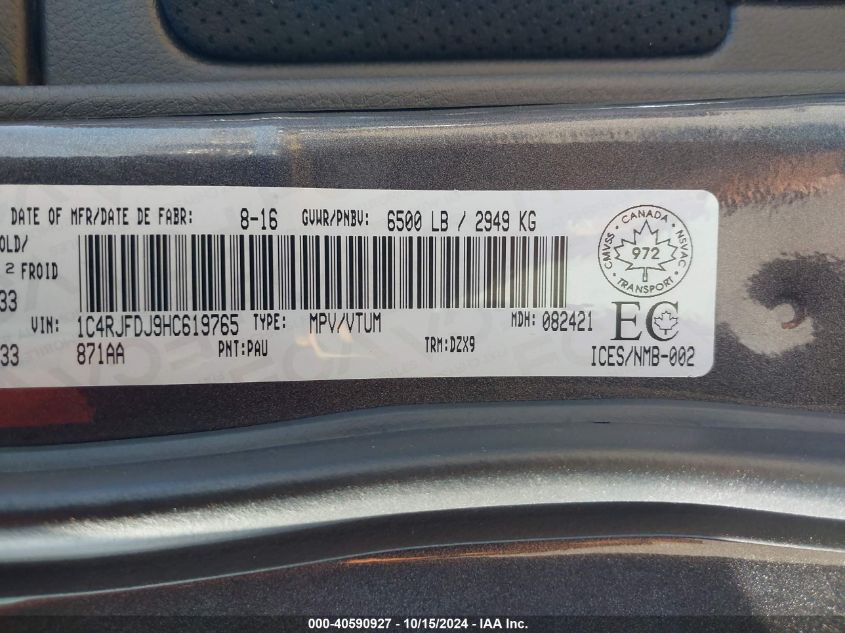 DATE OF MFR/DATE DE FABR: 8-16 GVWR/PNBV: 6500 LB / 2949 KG
OLD/
2 FROID
33
VIN: 1C4RJFDJ9HC619765 TYPE: MPV/VTUM MDH: 082421
33 871AA PNT:PAU TRM:DZX9
CANADA
CMVSS NSVAC
972
TRANSPORT
EC
ICES/NMB-002
000-40590927 - 10/15/2024 - IAA Inc.